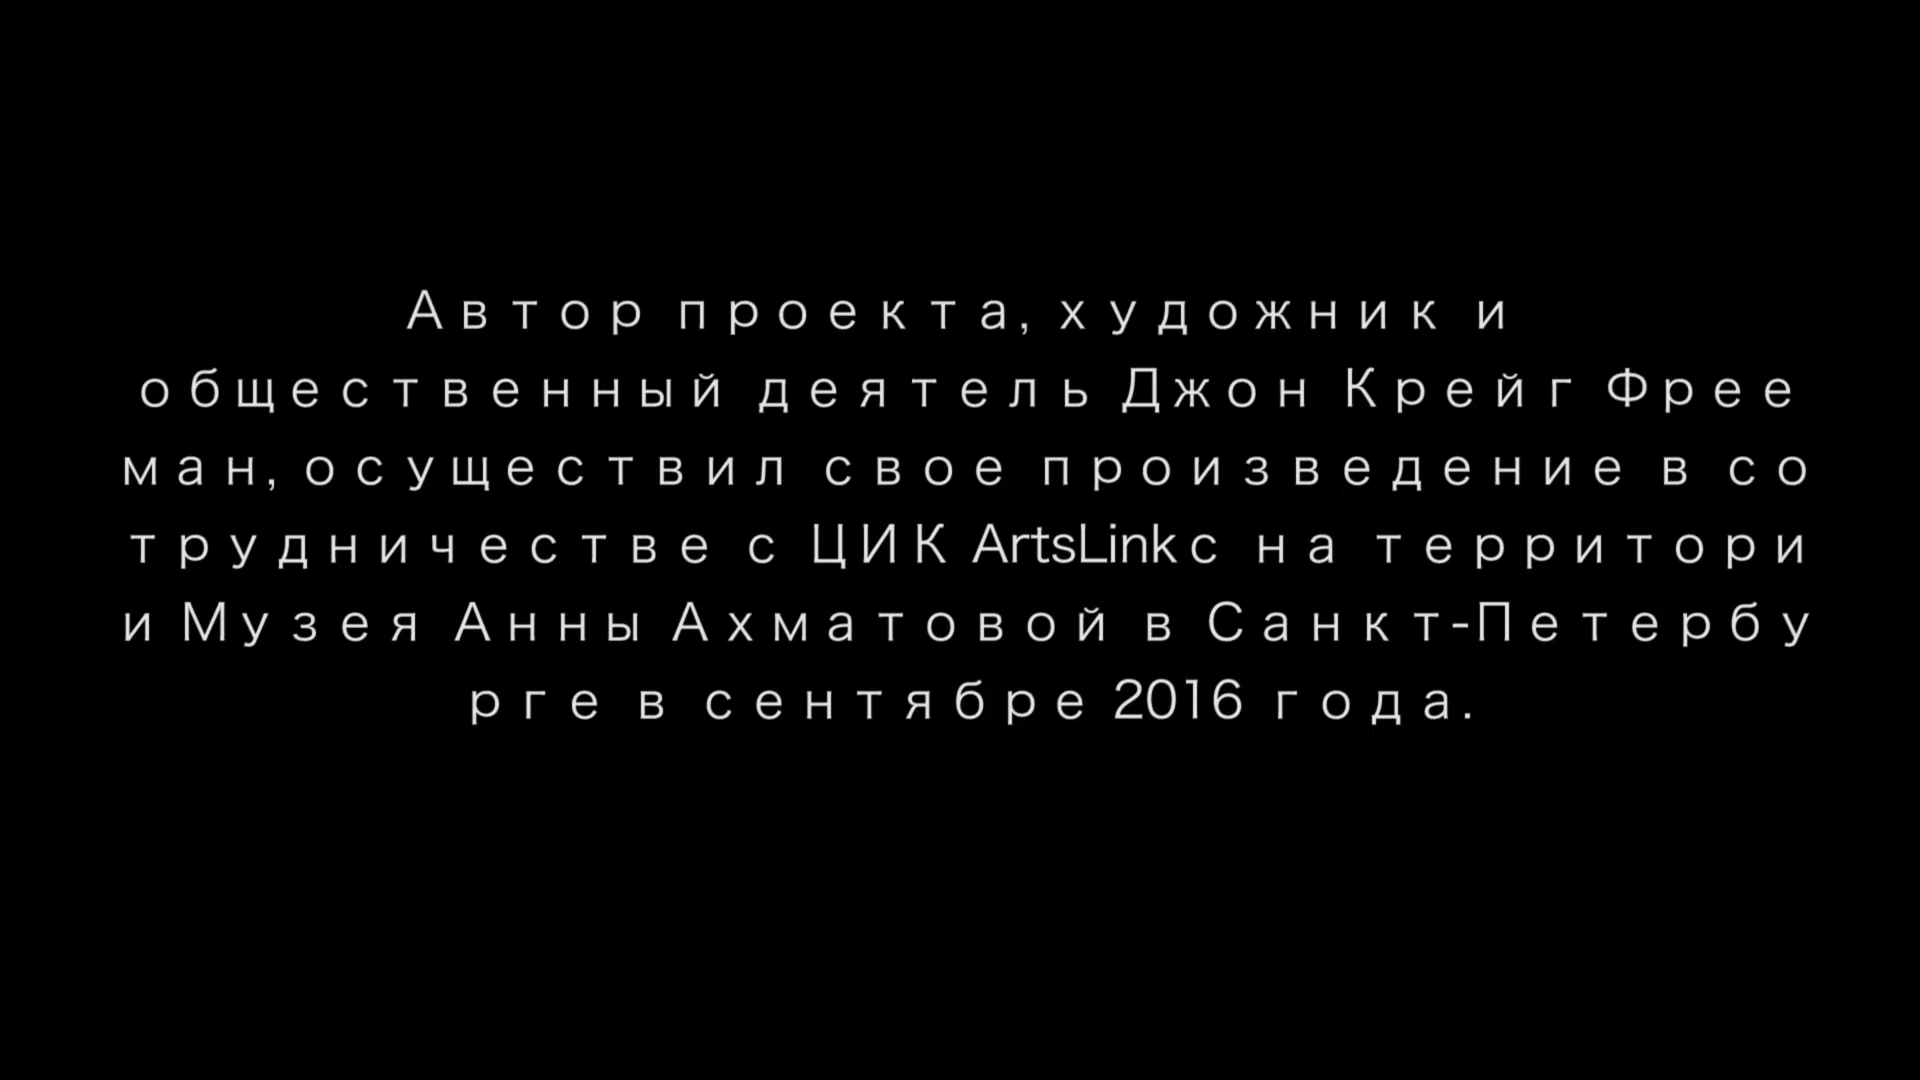 Автор проекта, художник и
общественный деятель Джон Крейг Фрее
ман, осуществил свое произведение в со
трудничестве с ЦИК ArtsLinkс на территори
и Музея Анны Ахматовой в Санкт-Петербу
рге в сентябре 2016 года.